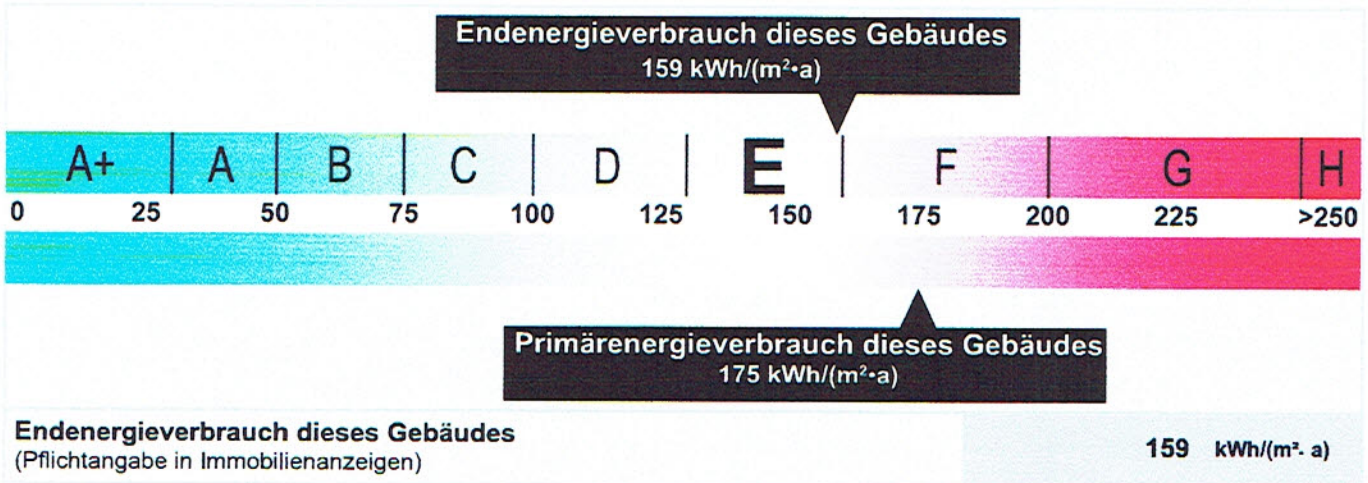 Endenergieverbrauch dieses Gebäudes
159 kWh/(m²•a)
A+ A B C D E F G H
0 25 50 75 100 125 150 175 200 225 >250
Primärenergieverbrauch dieses Gebäudes
175 kWh/(m²•a)
Endenergieverbrauch dieses Gebäudes
(Pflichtangabe in Immobilienanzeigen)
159 kWh/(m²· a)